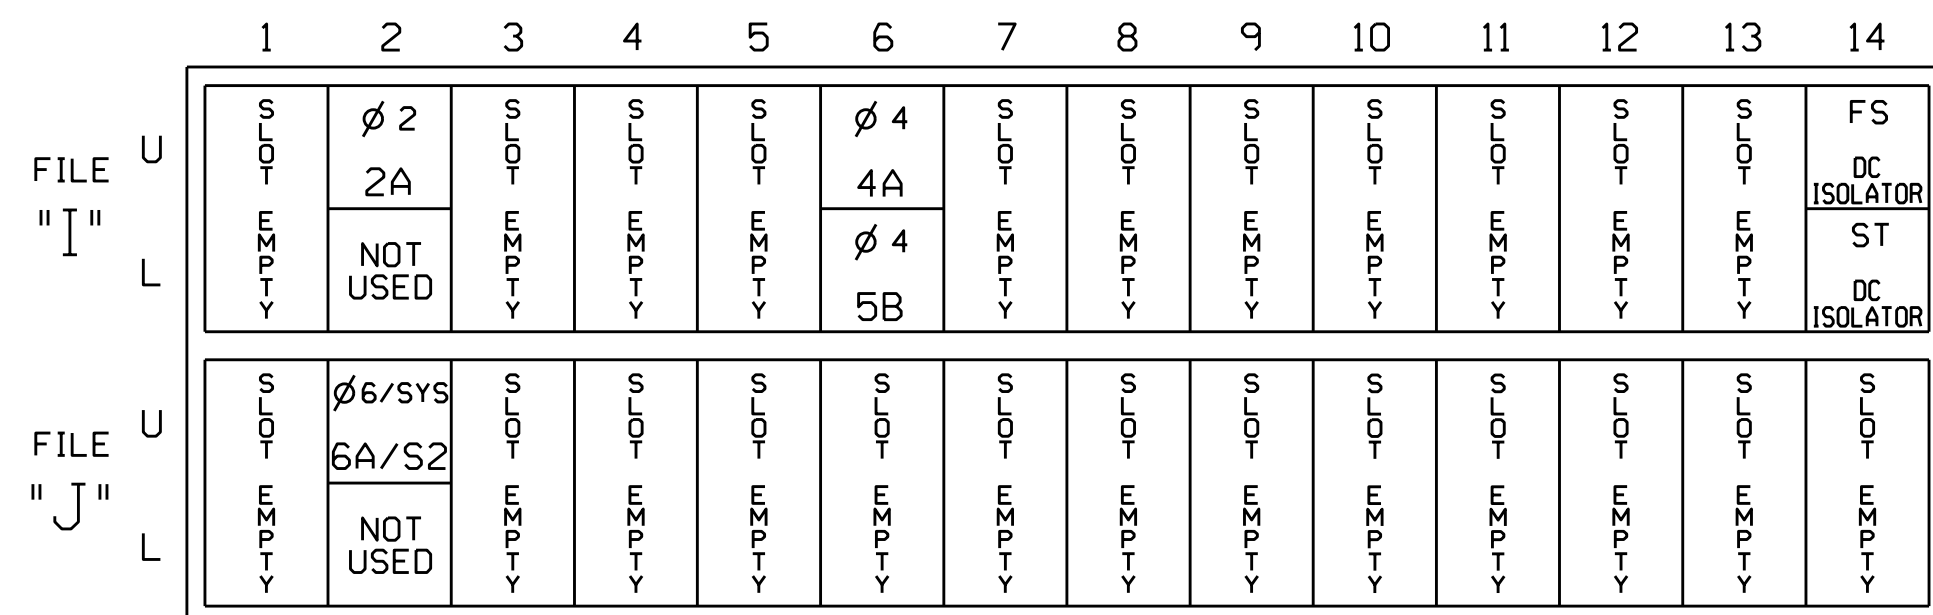 1 2 3 4 5 6 7 8 9 10 11 12 13 14
FILE "I"
U
L
SLOT EMPTY
Ø 2
2A
NOT
USED
SLOT EMPTY
SLOT EMPTY
SLOT EMPTY
Ø 4
4A
Ø 4
5B
SLOT EMPTY
SLOT EMPTY
SLOT EMPTY
SLOT EMPTY
SLOT EMPTY
SLOT EMPTY
SLOT EMPTY
FS
DC
ISOLATOR
ST
DC
ISOLATOR
FILE "J"
U
L
SLOT EMPTY
Ø6/SYS
6A/S2
NOT
USED
SLOT EMPTY
SLOT EMPTY
SLOT EMPTY
SLOT EMPTY
SLOT EMPTY
SLOT EMPTY
SLOT EMPTY
SLOT EMPTY
SLOT EMPTY
SLOT EMPTY
SLOT EMPTY
SLOT EMPTY